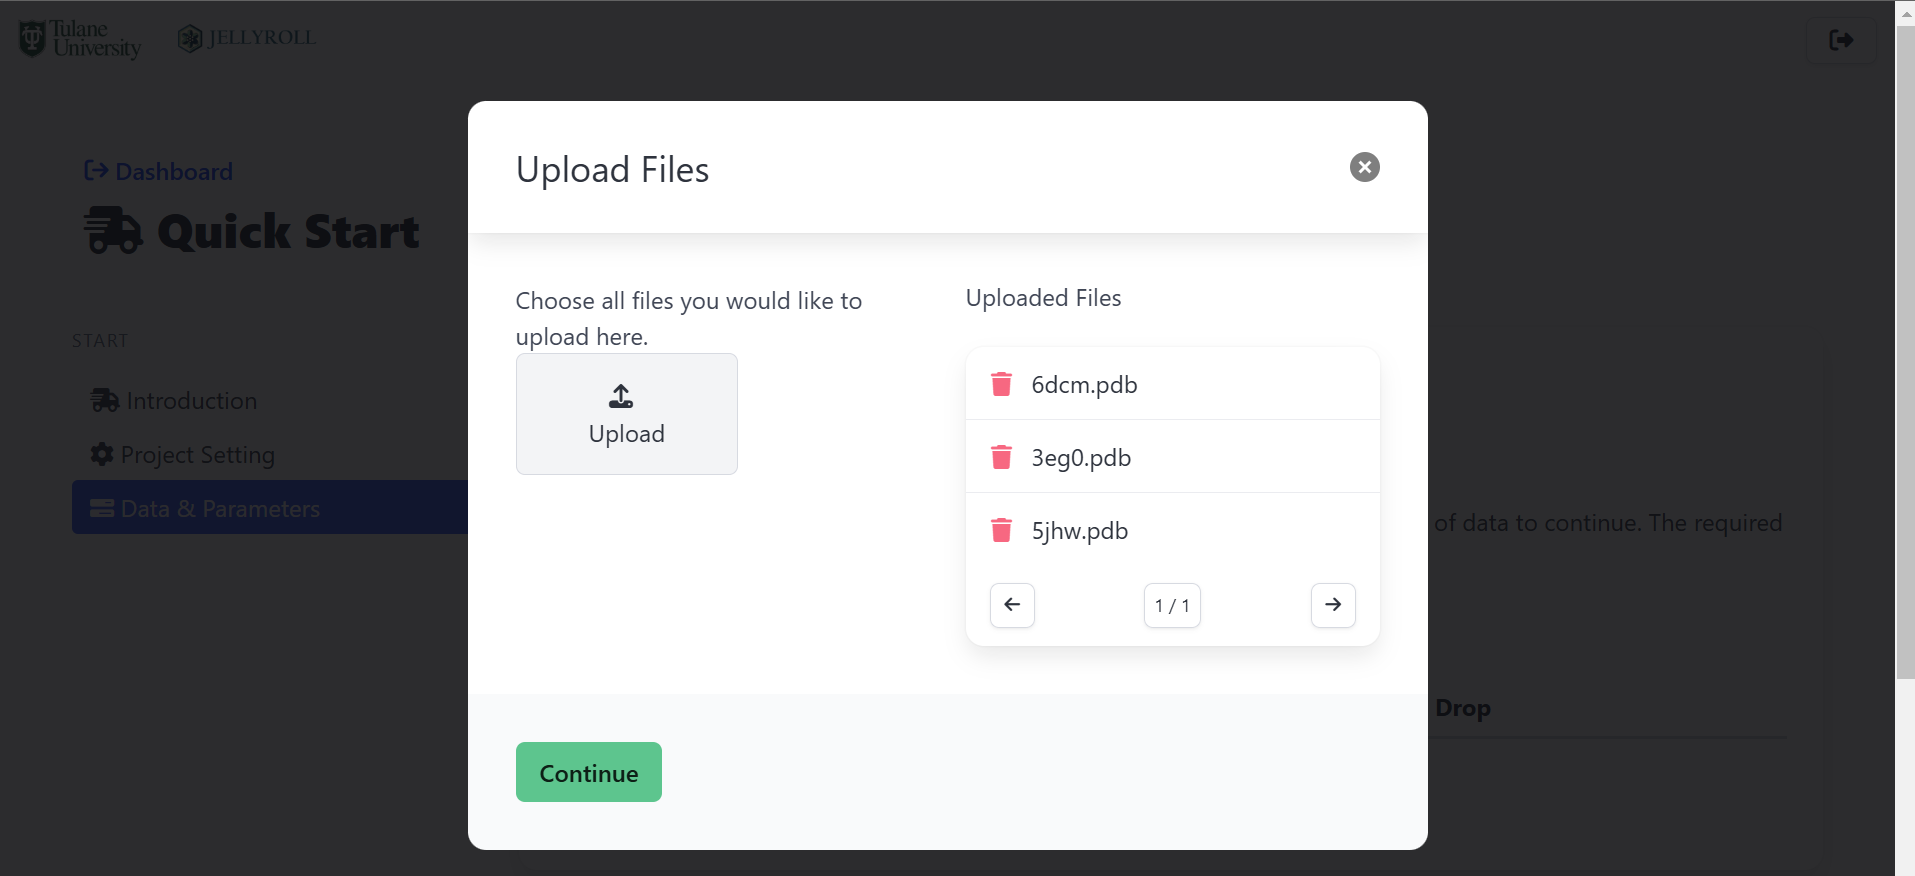 Tulane
University
JELLYROLL
Dashboard
Quick Start
START
Introduction
Project Setting
Data & Parameters
Upload Files
Choose all files you would like to
upload here.
Upload
Uploaded Files
6dcm.pdb
3eg0.pdb
5jhw.pdb
1 / 1
Continue
of data to continue. The required
Drop